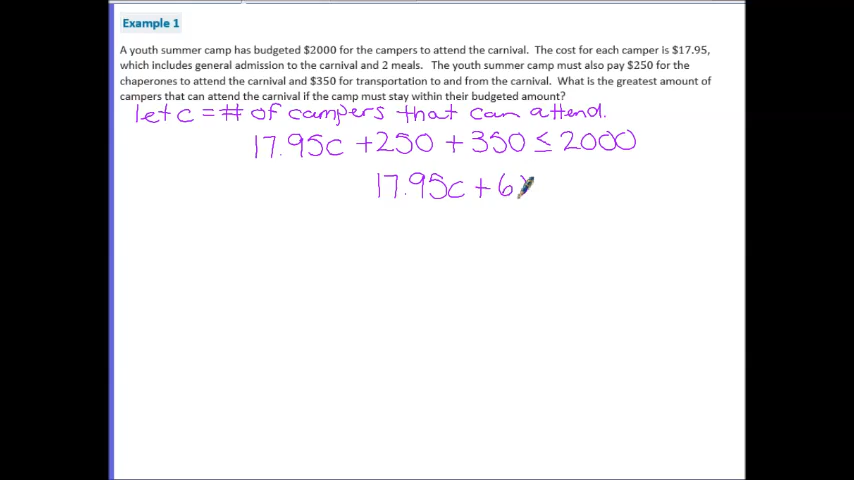 Example 1
A youth summer camp has budgeted $2000 for the campers to attend the carnival. The cost for each camper is $17.95,
which includes general admission to the carnival and 2 meals. The youth summer camp must also pay $250 for the
chaperones to attend the carnival and $350 for transportation to and from the carnival. What is the greatest amount of
campers that can attend the carnival if the camp must stay within their budgeted amount?
let c = # of campers that can attend.
17.95c + 250 + 350 ≤ 2000
17.95c + 6